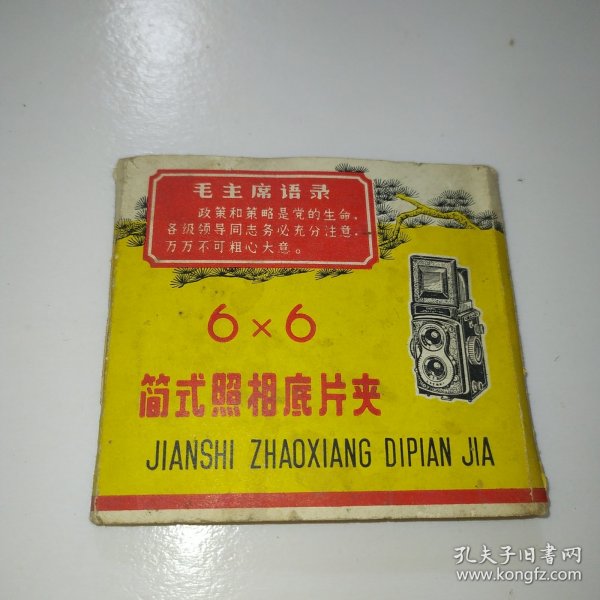 毛主席语录
政策和策略是党的生命，
各级领导同志务必充分注意，
万万不可粗心大意。
6×6
简式照相底片夹
JIANSHI ZHAOXIANG DIPIAN JIA
孔夫子旧书网
www.kongfz.com